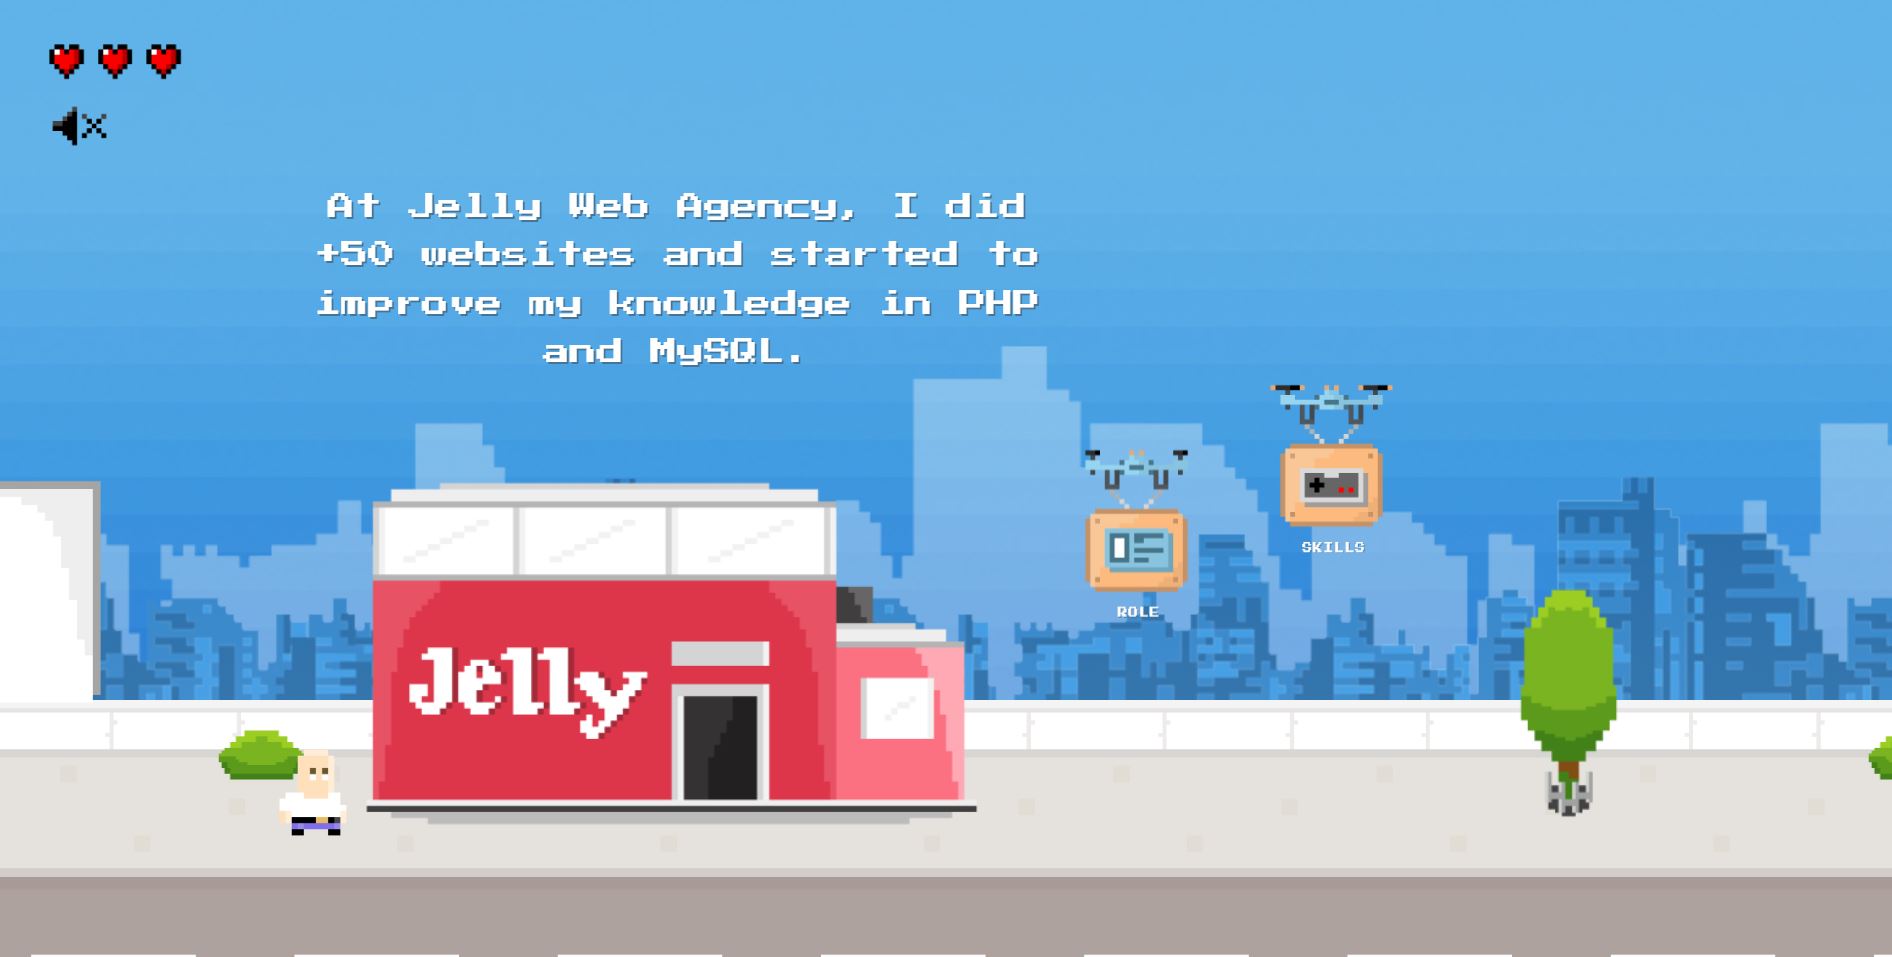 At Jelly Web Agency, I did
+50 websites and started to
improve my knowledge in PHP
and MySQL.
SKILLS
ROLE
Jelly